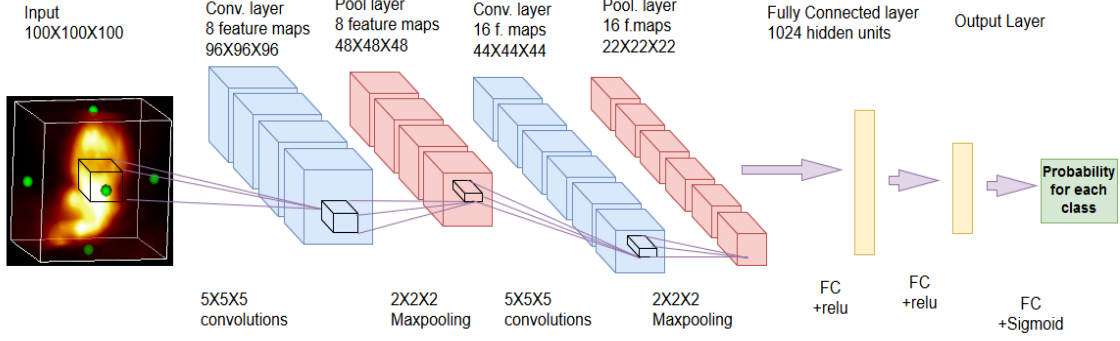 Input
100X100X100
Conv. layer
8 feature maps
96X96X96
Pool layer
8 feature maps
48X48X48
Conv. layer
16 f. maps
44X44X44
Pool. layer
16 f.maps
22X22X22
Fully Connected layer
1024 hidden units
Output Layer
Probability
for each
class
5X5X5
convolutions
2X2X2
Maxpooling
5X5X5
convolutions
2X2X2
Maxpooling
FC
+relu
FC
+relu
FC
+Sigmoid